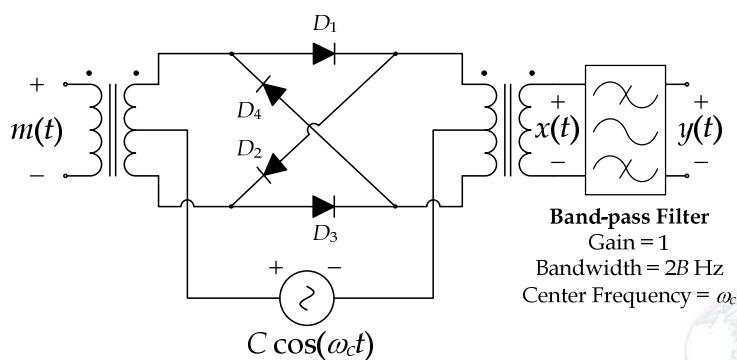 D1
+
m(t)
−
D4
D2
D3
+ −
C cos(ωct)
+
x(t)
−
+
y(t)
−
Band-pass Filter
Gain = 1
Bandwidth = 2B Hz
Center Frequency = ωc